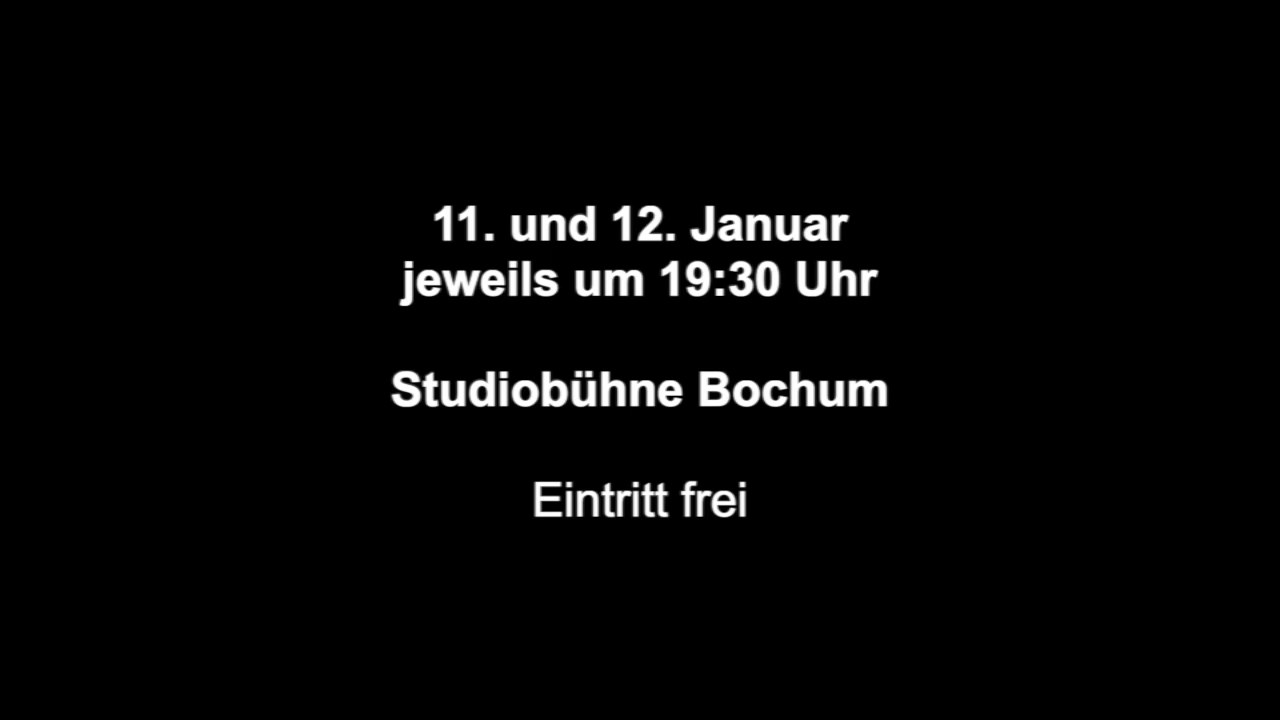 11. und 12. Januar
jeweils um 19:30 Uhr
Studiobühne Bochum
Eintritt frei